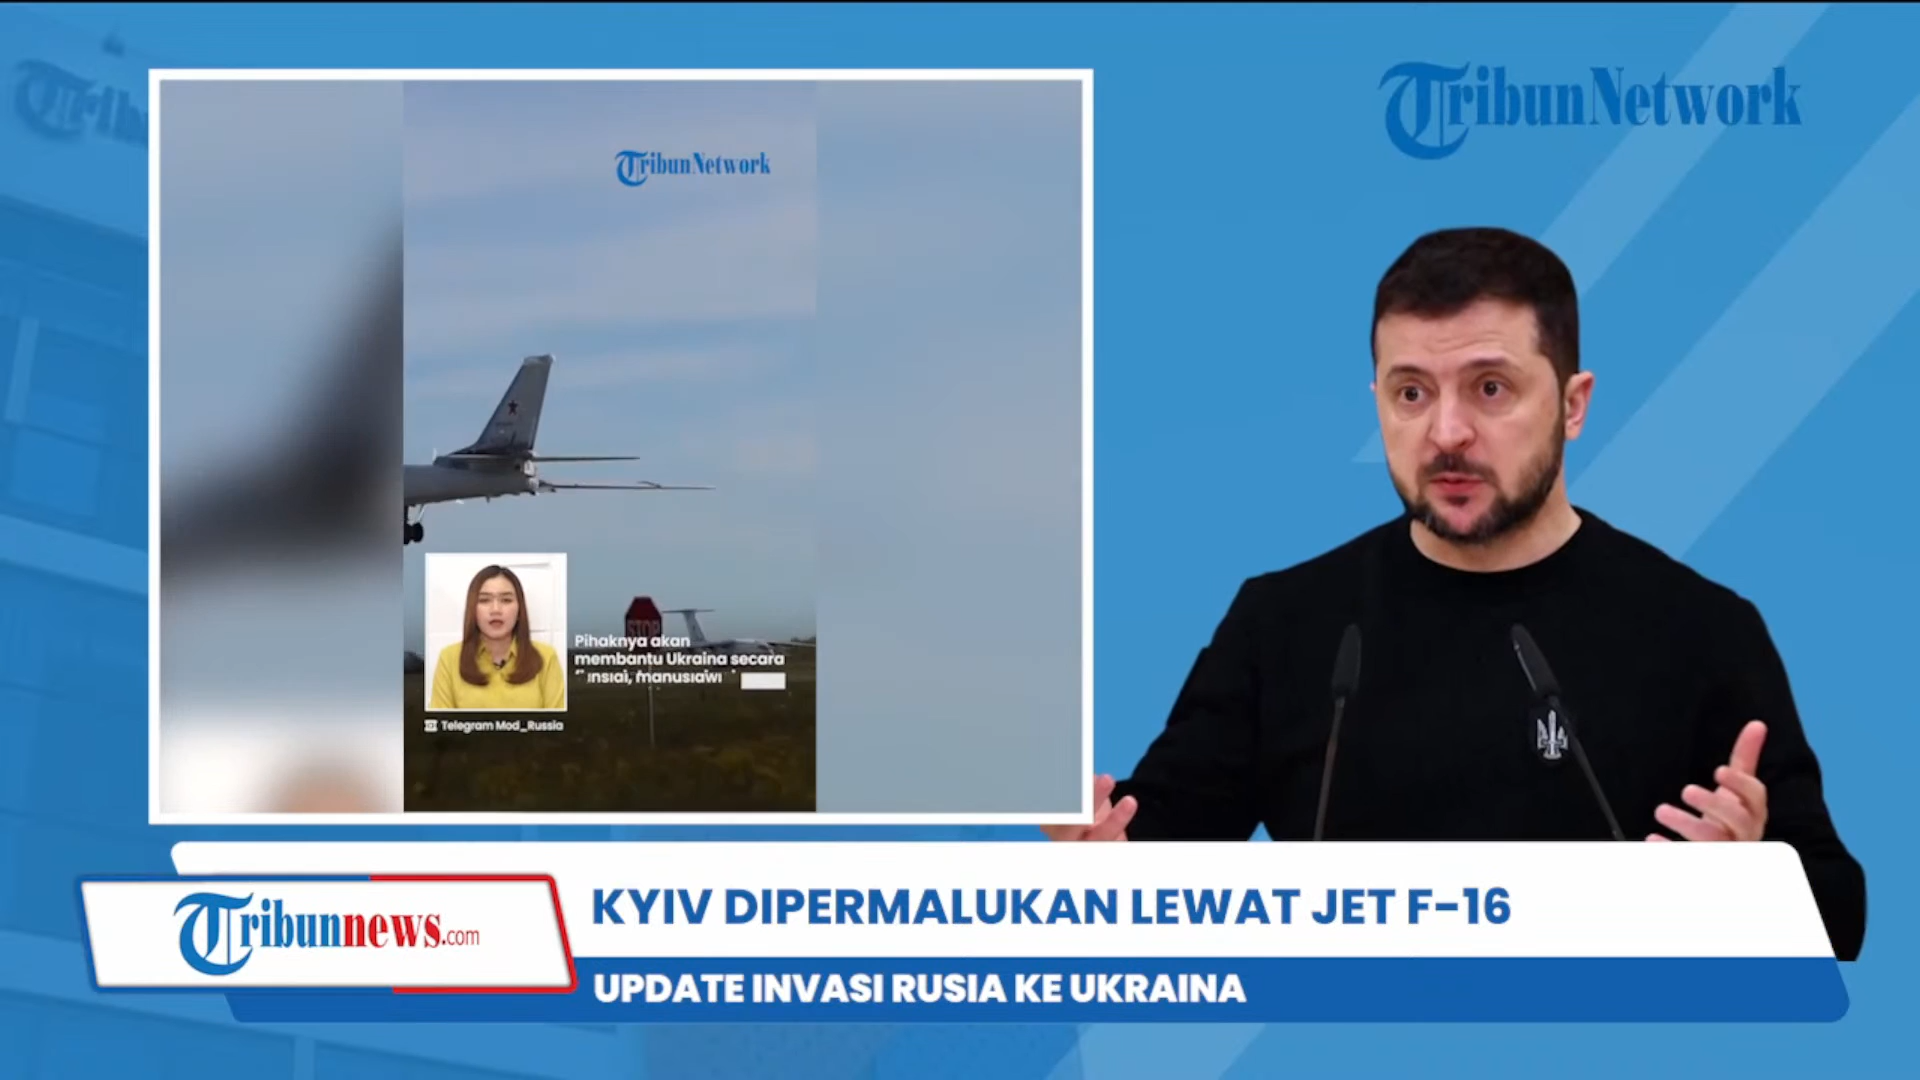 TribunNetwork
TribunNetwork
STOP
Pihaknya akan
membantu Ukraina secara
Telegram Mod_Russia
KYIV DIPERMALUKAN LEWAT JET F-16
Tribunnews.com
UPDATE INVASI RUSIA KE UKRAINA